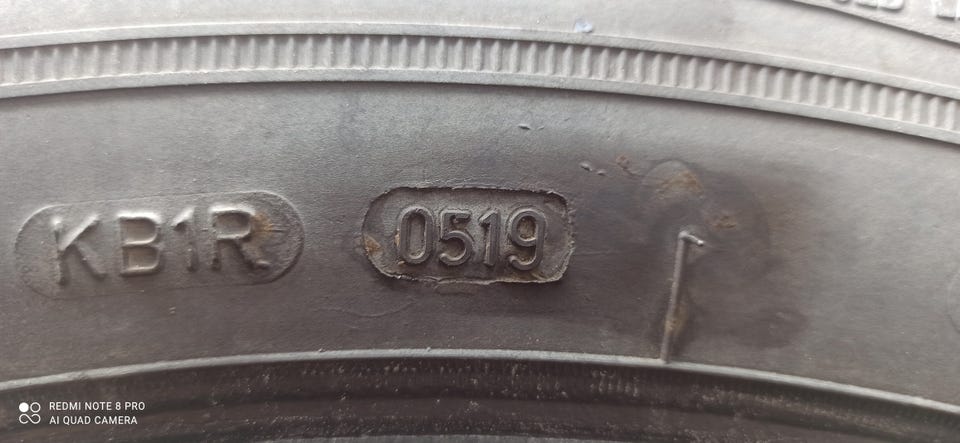 KB1R 0519
REDMI NOTE 8 PRO
AI QUAD CAMERA